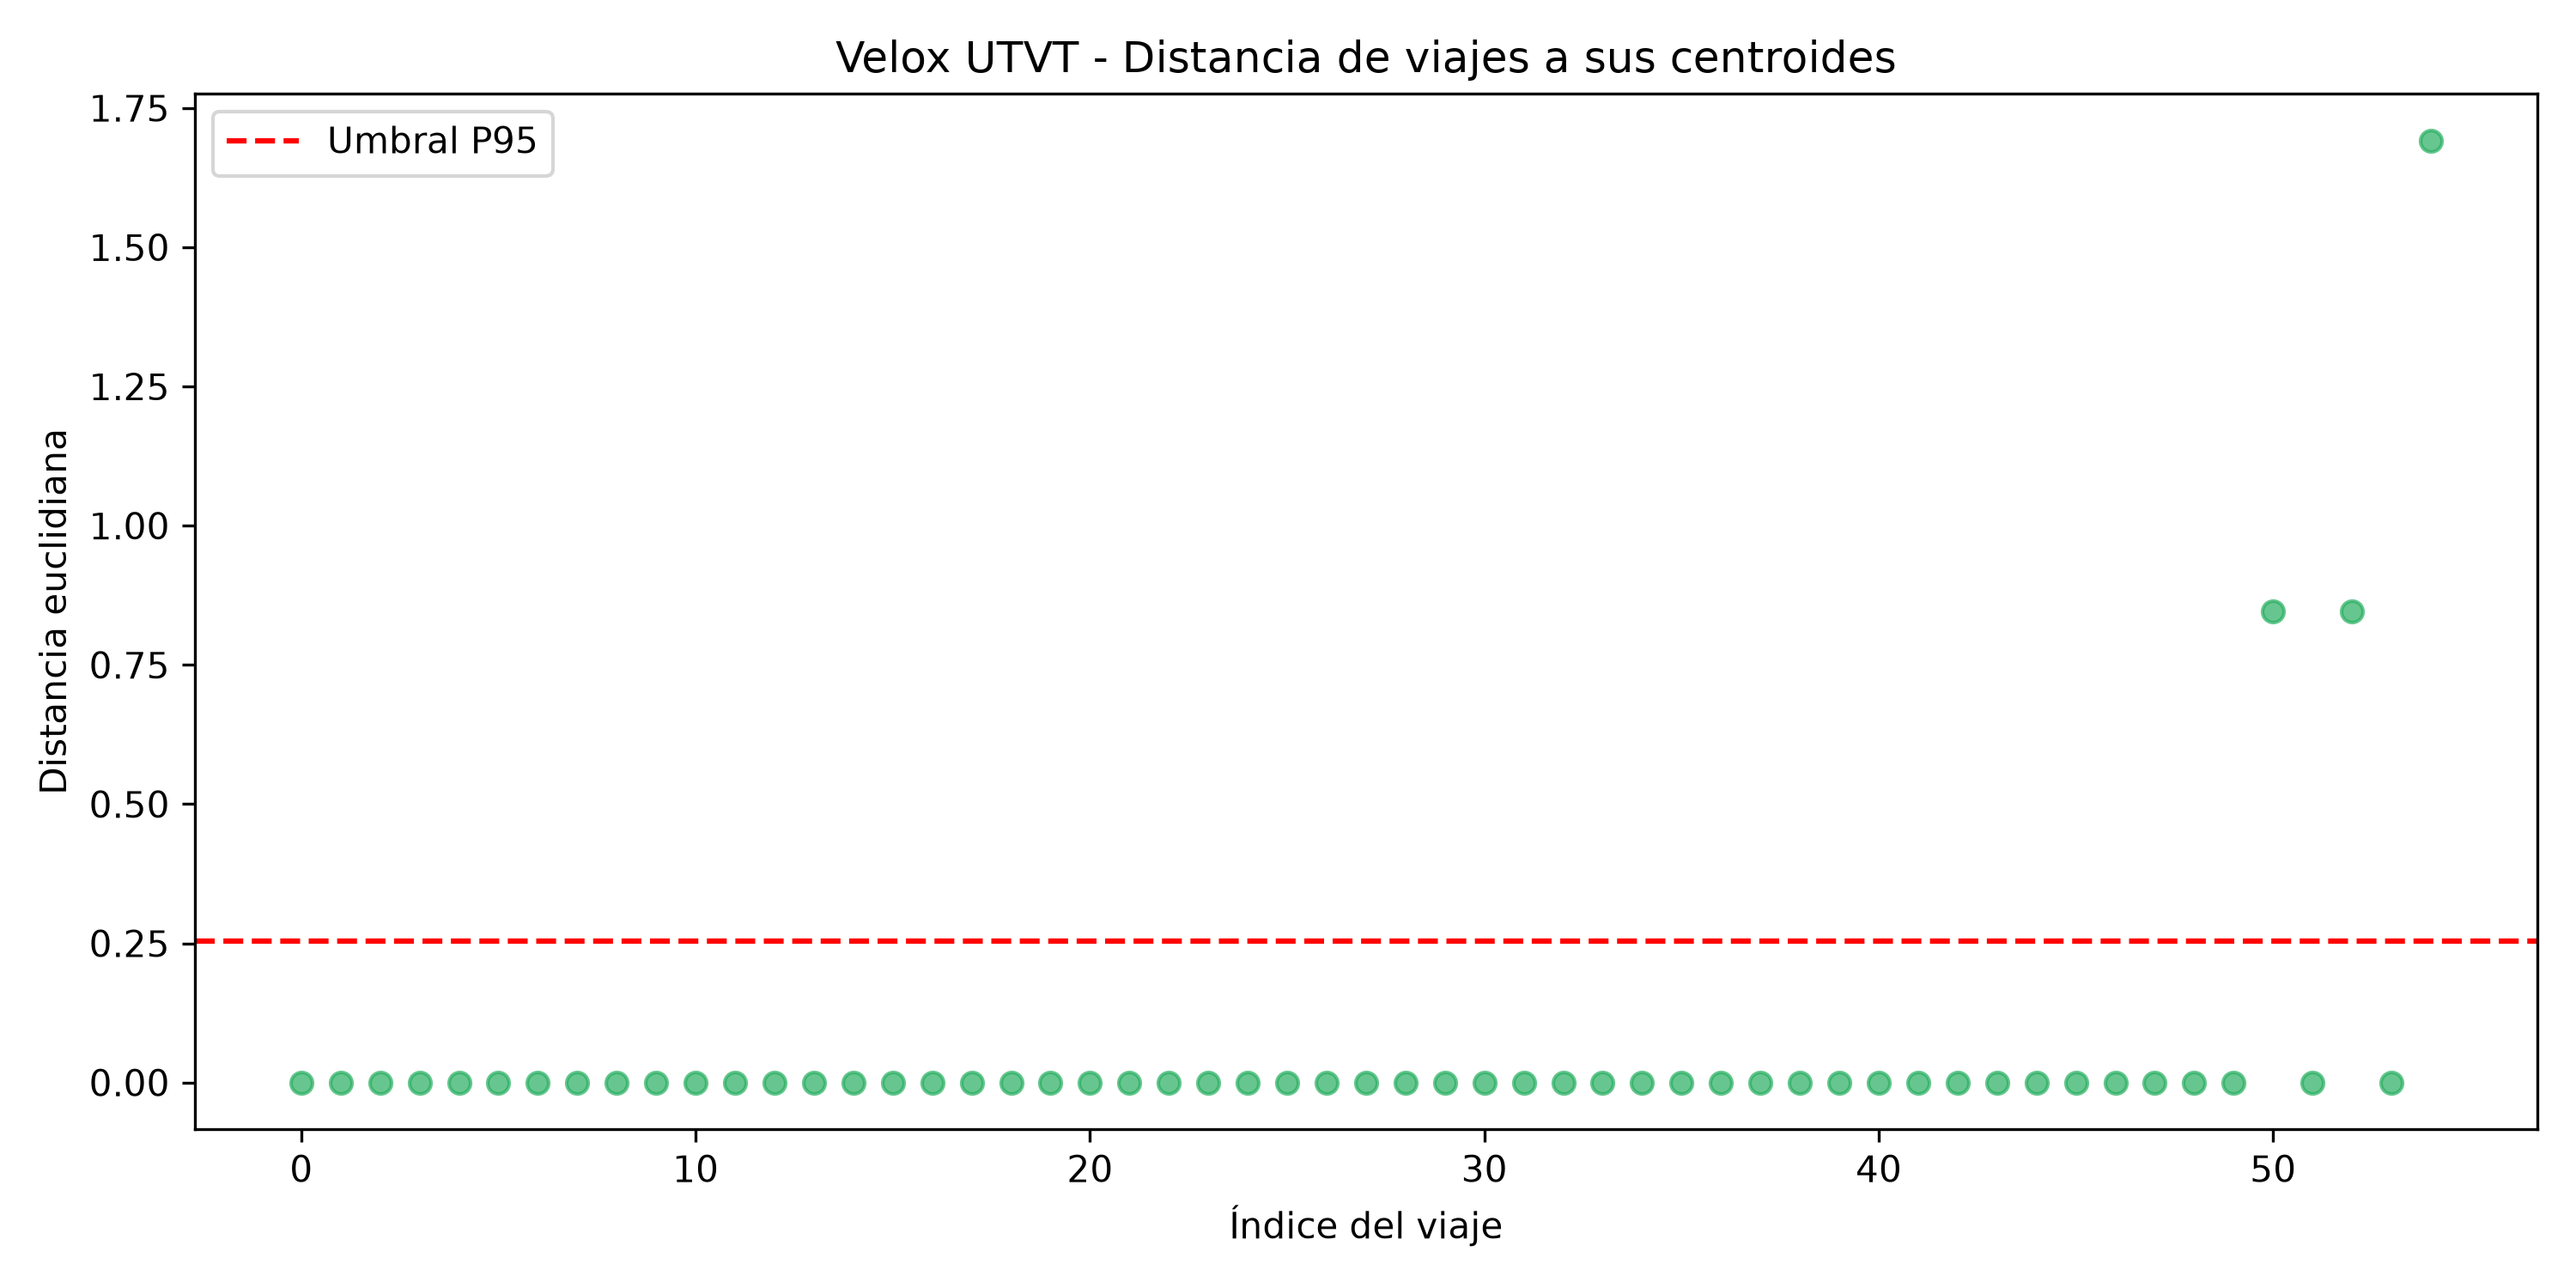 Velox UTVT - Distancia de viajes a sus centroides
Umbral P95
Distancia euclidiana
1.75
1.50
1.25
1.00
0.75
0.50
0.25
0.00
0 10 20 30 40 50
Índice del viaje